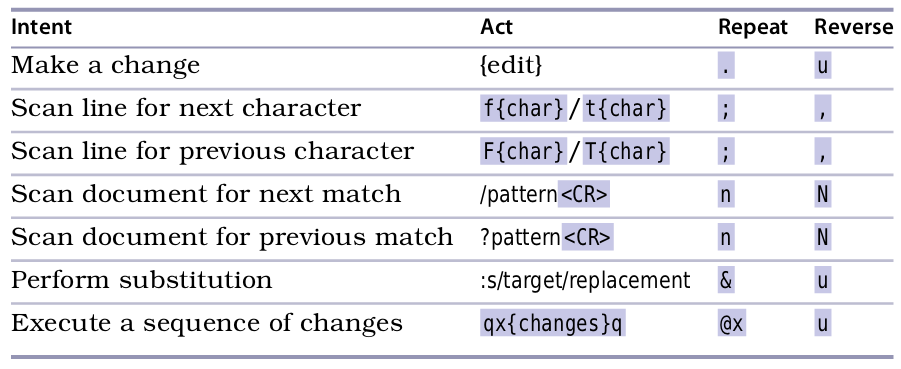 Intent Act Repeat Reverse
Make a change {edit} . u
Scan line for next character f{char}/t{char} ; ,
Scan line for previous character F{char}/T{char} ; ,
Scan document for next match /pattern<CR> n N
Scan document for previous match ?pattern<CR> n N
Perform substitution :s/target/replacement & u
Execute a sequence of changes qx{changes}q @x u